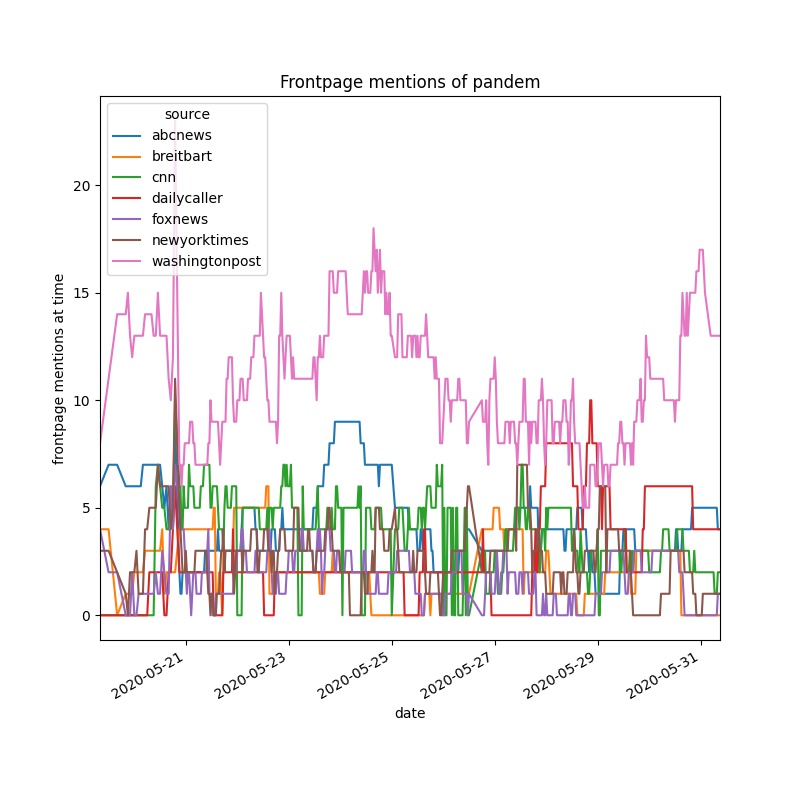 Frontpage mentions of pandem
source
abcnews
breitbart
cnn
dailycaller
foxnews
newyorktimes
washingtonpost
frontpage mentions at time
20
15
10
5
0
2020-05-21
2020-05-23
2020-05-25
2020-05-27
2020-05-29
2020-05-31
date